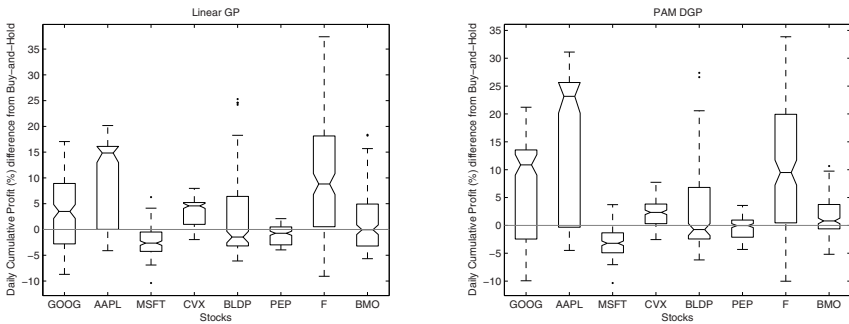 Linear GP
Daily Cumulative Profit (%) difference from Buy−and−Hold
35
30
25
20
15
10
5
0
−5
−10
GOOG AAPL MSFT CVX BLDP PEP F BMO
Stocks
PAM DGP
Daily Cumulative Profit (%) difference from Buy−and−Hold
35
30
25
20
15
10
5
0
−5
−10
GOOG AAPL MSFT CVX BLDP PEP F BMO
Stocks